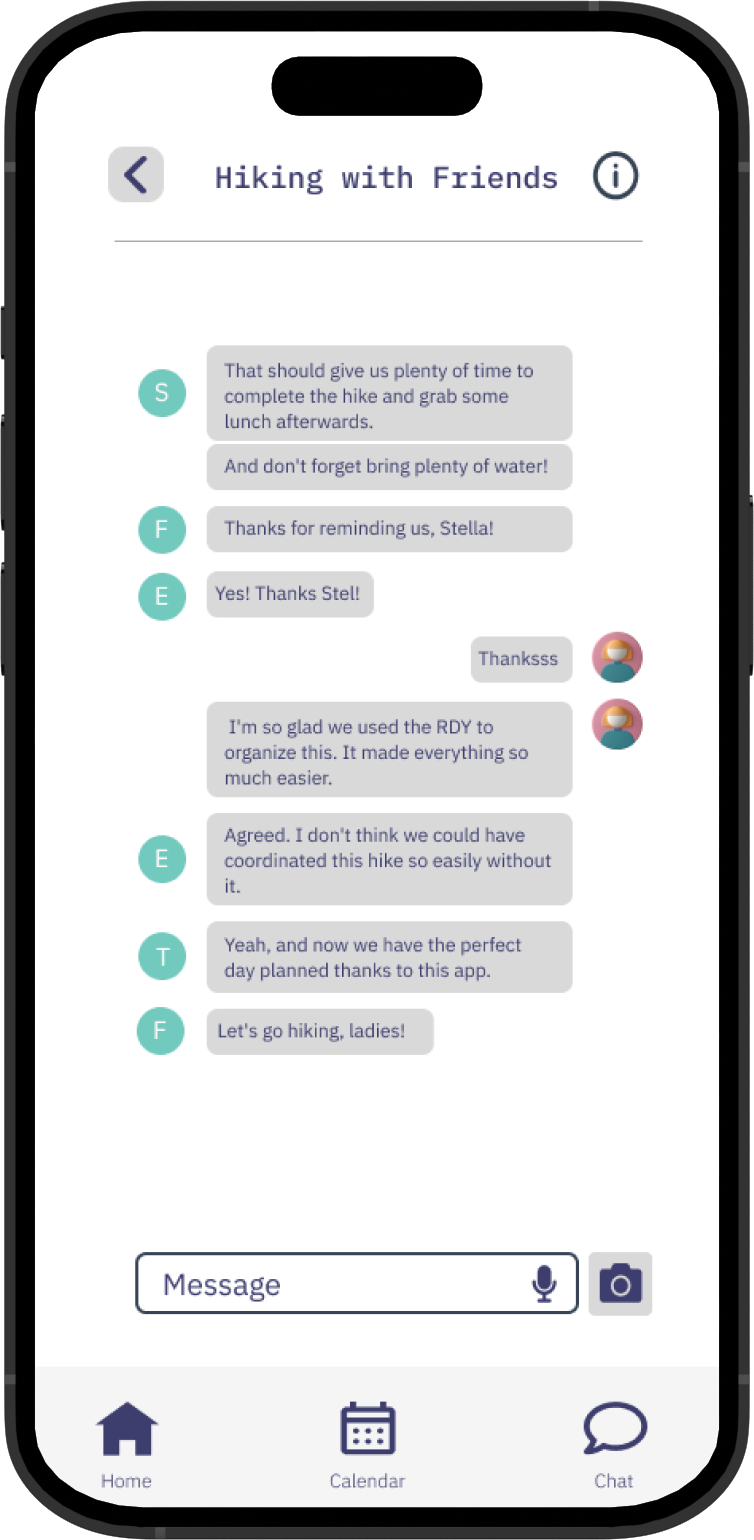 Hiking with Friends
S
That should give us plenty of time to
complete the hike and grab some
lunch afterwards.
And don't forget bring plenty of water!
F
Thanks for reminding us, Stella!
E
Yes! Thanks Stel!
Thanksss
I'm so glad we used the RDY to
organize this. It made everything so
much easier.
E
Agreed. I don't think we could have
coordinated this hike so easily without
it.
T
Yeah, and now we have the perfect
day planned thanks to this app.
F
Let's go hiking, ladies!
Message
Home
Calendar
Chat